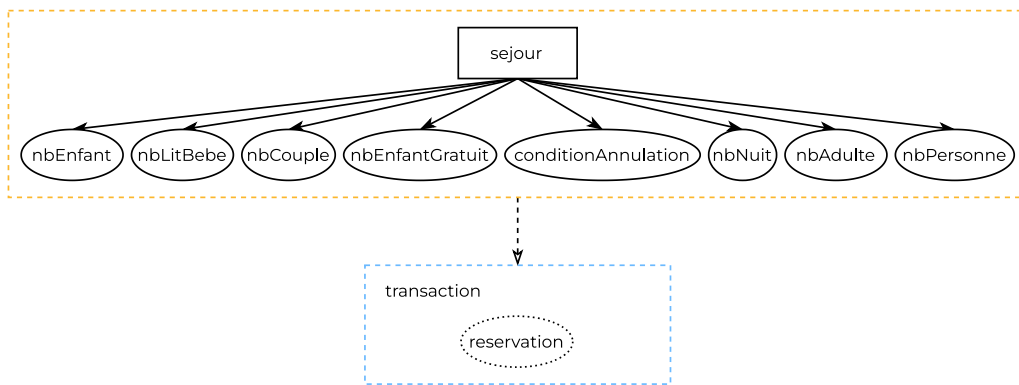 sejour
nbEnfant
nbLitBebe
nbCouple
nbEnfantGratuit
conditionAnnulation
nbNuit
nbAdulte
nbPersonne
transaction
reservation